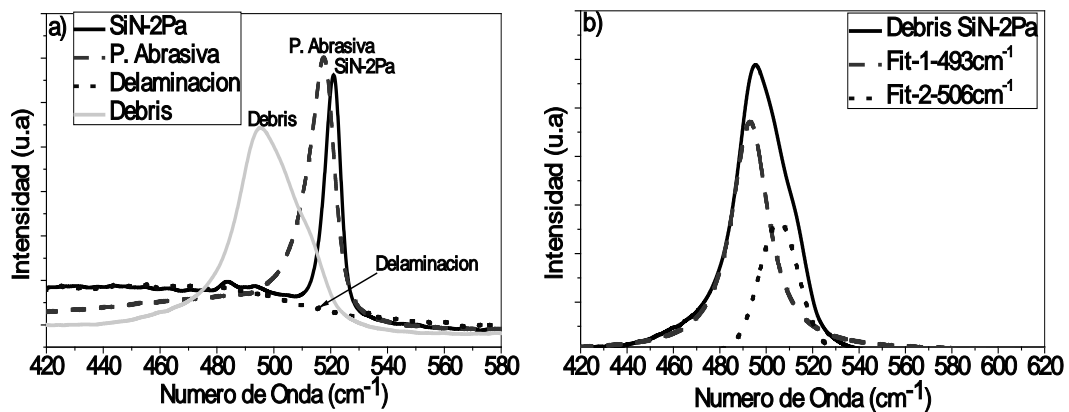 a)
SiN-2Pa
P. Abrasiva
Delaminacion
Debris
P. Abrasiva
SiN-2Pa
Debris
Delaminacion
Intensidad (u.a)
420 440 460 480 500 520 540 560 580
Numero de Onda (cm⁻¹)
b)
Debris SiN-2Pa
Fit-1-493cm⁻¹
Fit-2-506cm⁻¹
Intensidad (u.a)
420 440 460 480 500 520 540 560 580 600 620
Numero de Onda (cm⁻¹)